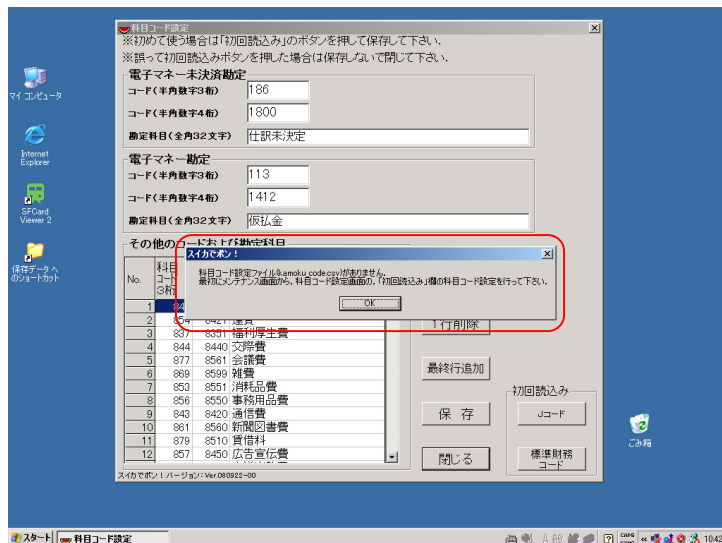 科目コード設定
※初めて使う場合は「初回読込み」のボタンを押して保存して下さい.
※誤って初回読込みボタンを押した場合は保存しないで閉じて下さい.
電子マネー未決済勘定
コード(半角数字3桁) 186
コード(半角数字4桁) 1800
勘定科目(全角32文字) 仕訳未決定
電子マネー勘定
コード(半角数字3桁) 113
コード(半角数字4桁) 1412
勘定科目(全角32文字) 仮払金
その他のコードおよび勘定科目
スイカでポン!
科目コード設定ファイル(kamoku_code.csv)がありません。
最初にメンテナンス画面から、科目コード設定画面の、「初回読込み」欄の科目コード設定を行って下さい。
OK
No.
科目
コード
3桁
1 84
2 854 8421 運賃
3 837 8351 福利厚生費
4 844 8440 交際費
5 877 8561 会議費
6 869 8599 雑費
7 853 8551 消耗品費
8 856 8550 事務用品費
9 843 8420 通信費
10 861 8560 新聞図書費
11 879 8510 賃借料
12 857 8450 広告宣伝費
1行削除
最終行追加
保 存
閉じる
初回読込み
Jコード
標準財務
コード
スイカでポン!バージョン:Ver.080922-00
マイ コンピュータ
Internet
Explorer
SFCard
Viewer 2
保存データへ
のショートカット
ごみ箱
スタート
科目コード設定
A 般
CAPS
KANA
10:42